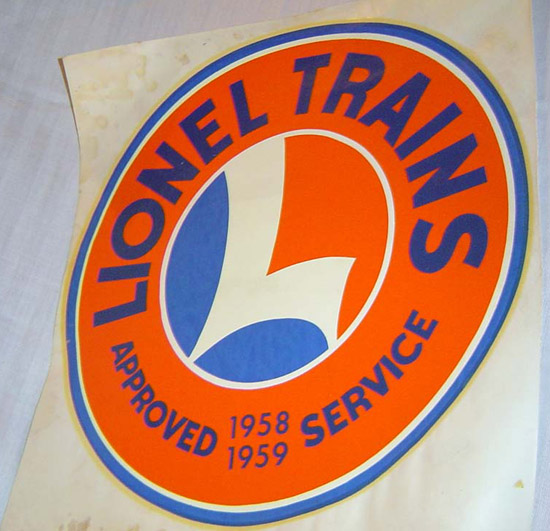 LIONEL TRAINS
L
APPROVED 1958 1959 SERVICE